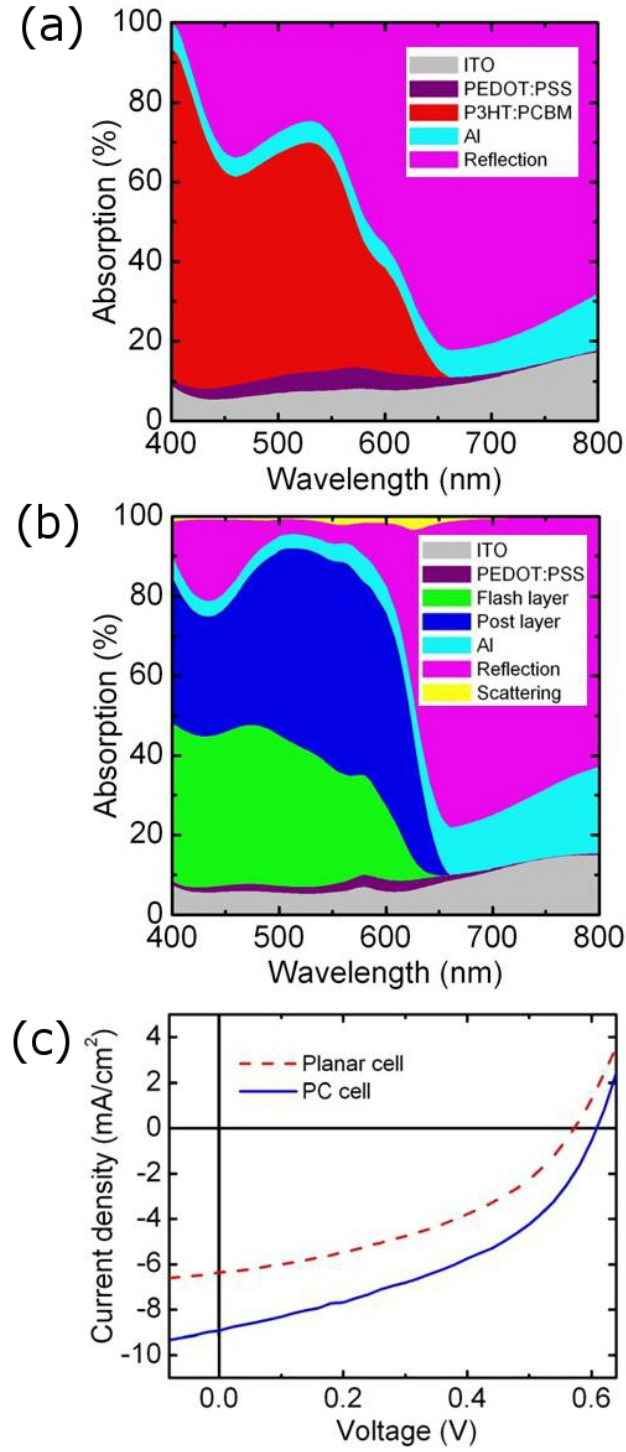 (a)
100
80
60
40
20
0
Absorption (%)
ITO
PEDOT:PSS
P3HT:PCBM
Al
Reflection
400 500 600 700 800
Wavelength (nm)
(b)
100
80
60
40
20
0
Absorption (%)
ITO
PEDOT:PSS
Flash layer
Post layer
Al
Reflection
Scattering
400 500 600 700 800
Wavelength (nm)
(c)
4
2
0
-2
-4
-6
-8
-10
Current density (mA/cm²)
Planar cell
PC cell
0.0 0.2 0.4 0.6
Voltage (V)